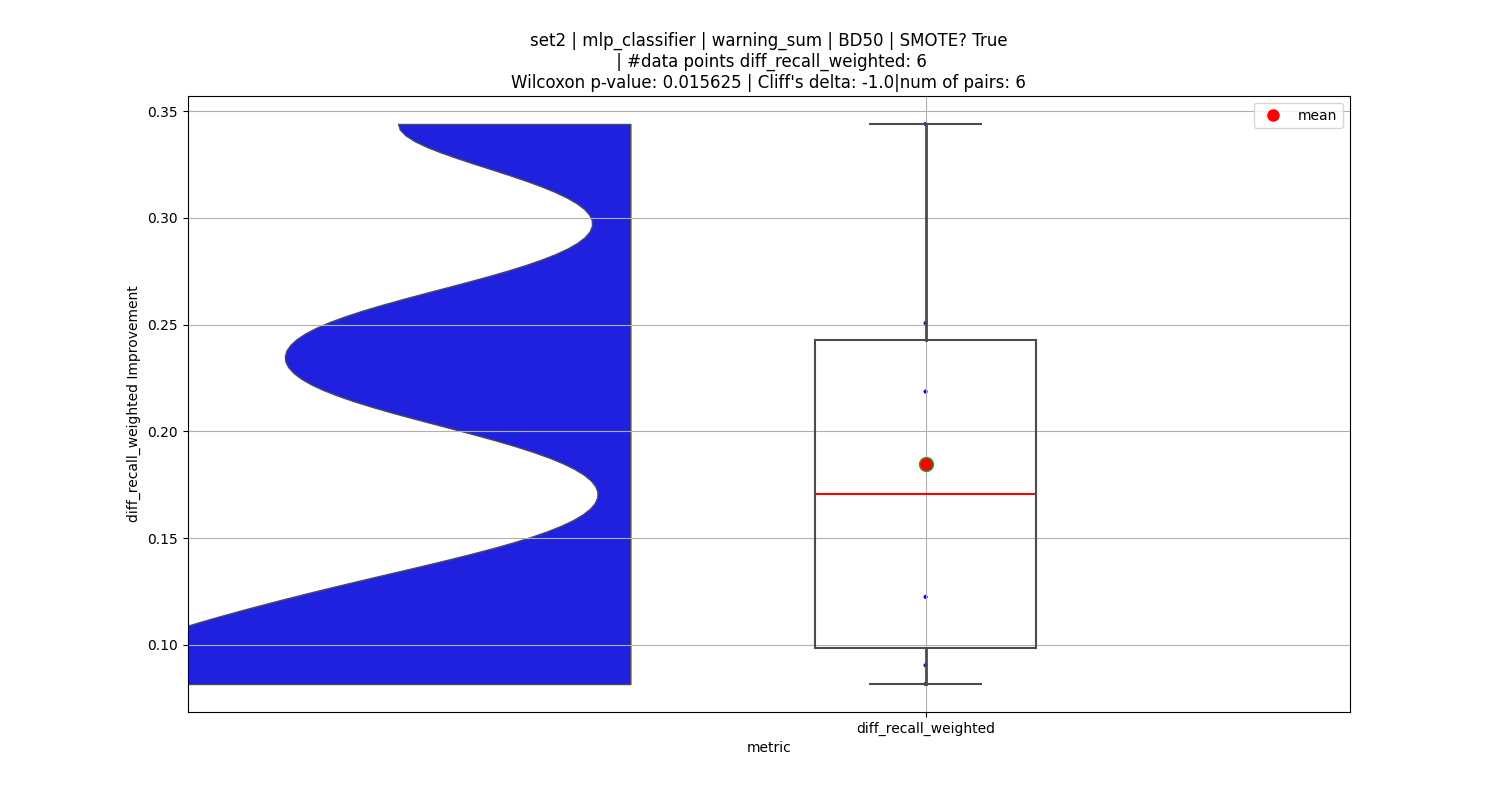 set2 | mlp_classifier | warning_sum | BD50 | SMOTE? True
| #data points diff_recall_weighted: 6
Wilcoxon p-value: 0.015625 | Cliff's delta: -1.0|num of pairs: 6
mean
0.35
0.30
0.25
0.20
0.15
0.10
diff_recall_weighted Improvement
diff_recall_weighted
metric